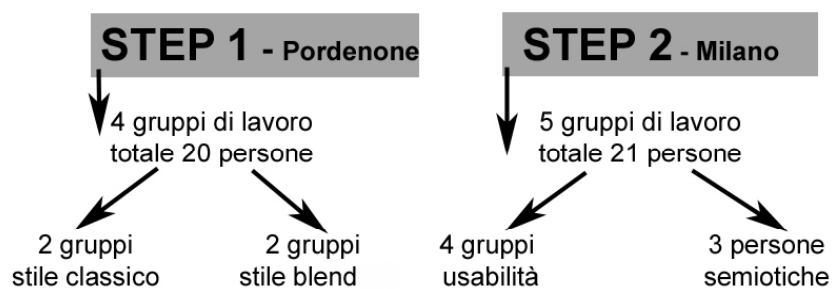 STEP 1 - Pordenone
4 gruppi di lavoro
totale 20 persone
2 gruppi
stile classico
2 gruppi
stile blend
STEP 2 - Milano
5 gruppi di lavoro
totale 21 persone
4 gruppi
usabilità
3 persone
semiotiche